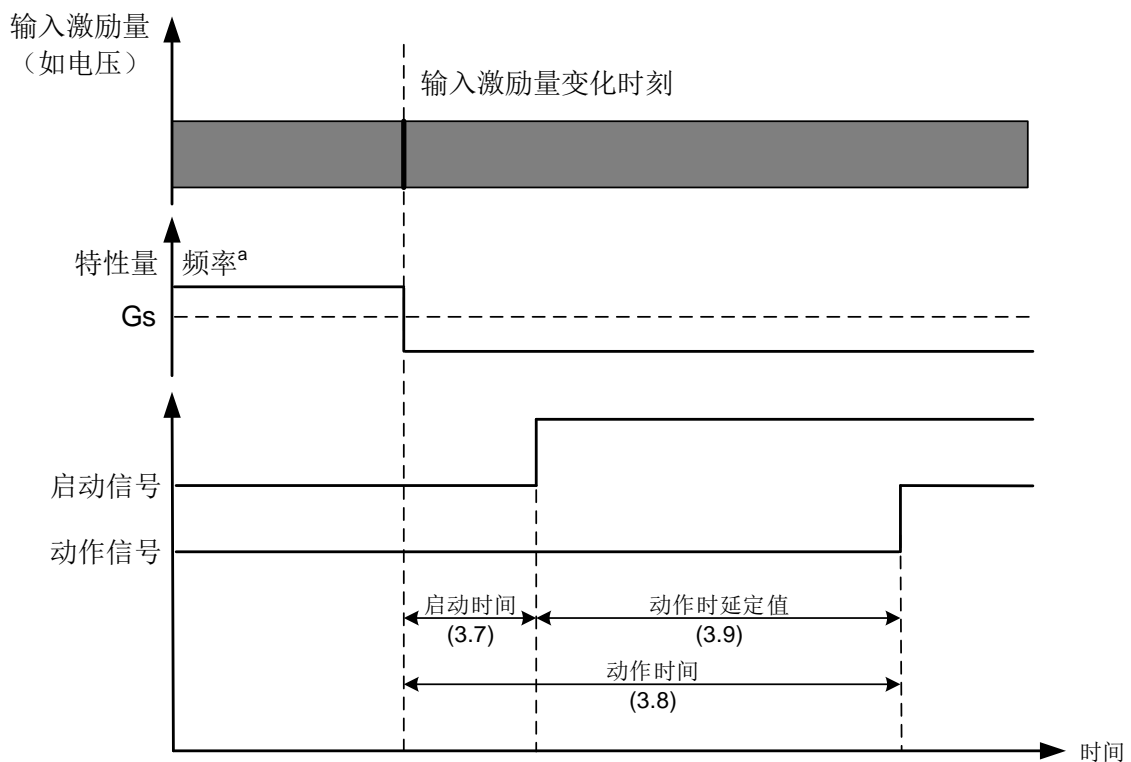 输入激励量
（如电压）
输入激励量变化时刻
特性量
频率a
Gs
启动信号
动作信号
启动时间
(3.7)
动作时延定值
(3.9)
动作时间
(3.8)
时间